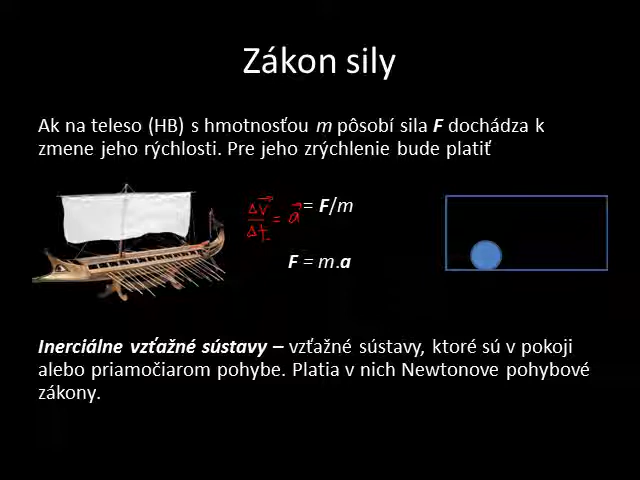 Zákon sily
Ak na teleso (HB) s hmotnosťou m pôsobí sila F dochádza k
zmene jeho rýchlosti. Pre jeho zrýchlenie bude platiť
Δv⃗/Δt = a⃗ = F/m
F = m.a
Inerciálne vzťažné sústavy – vzťažné sústavy, ktoré sú v pokoji
alebo priamočiarom pohybe. Platia v nich Newtonove pohybové
zákony.